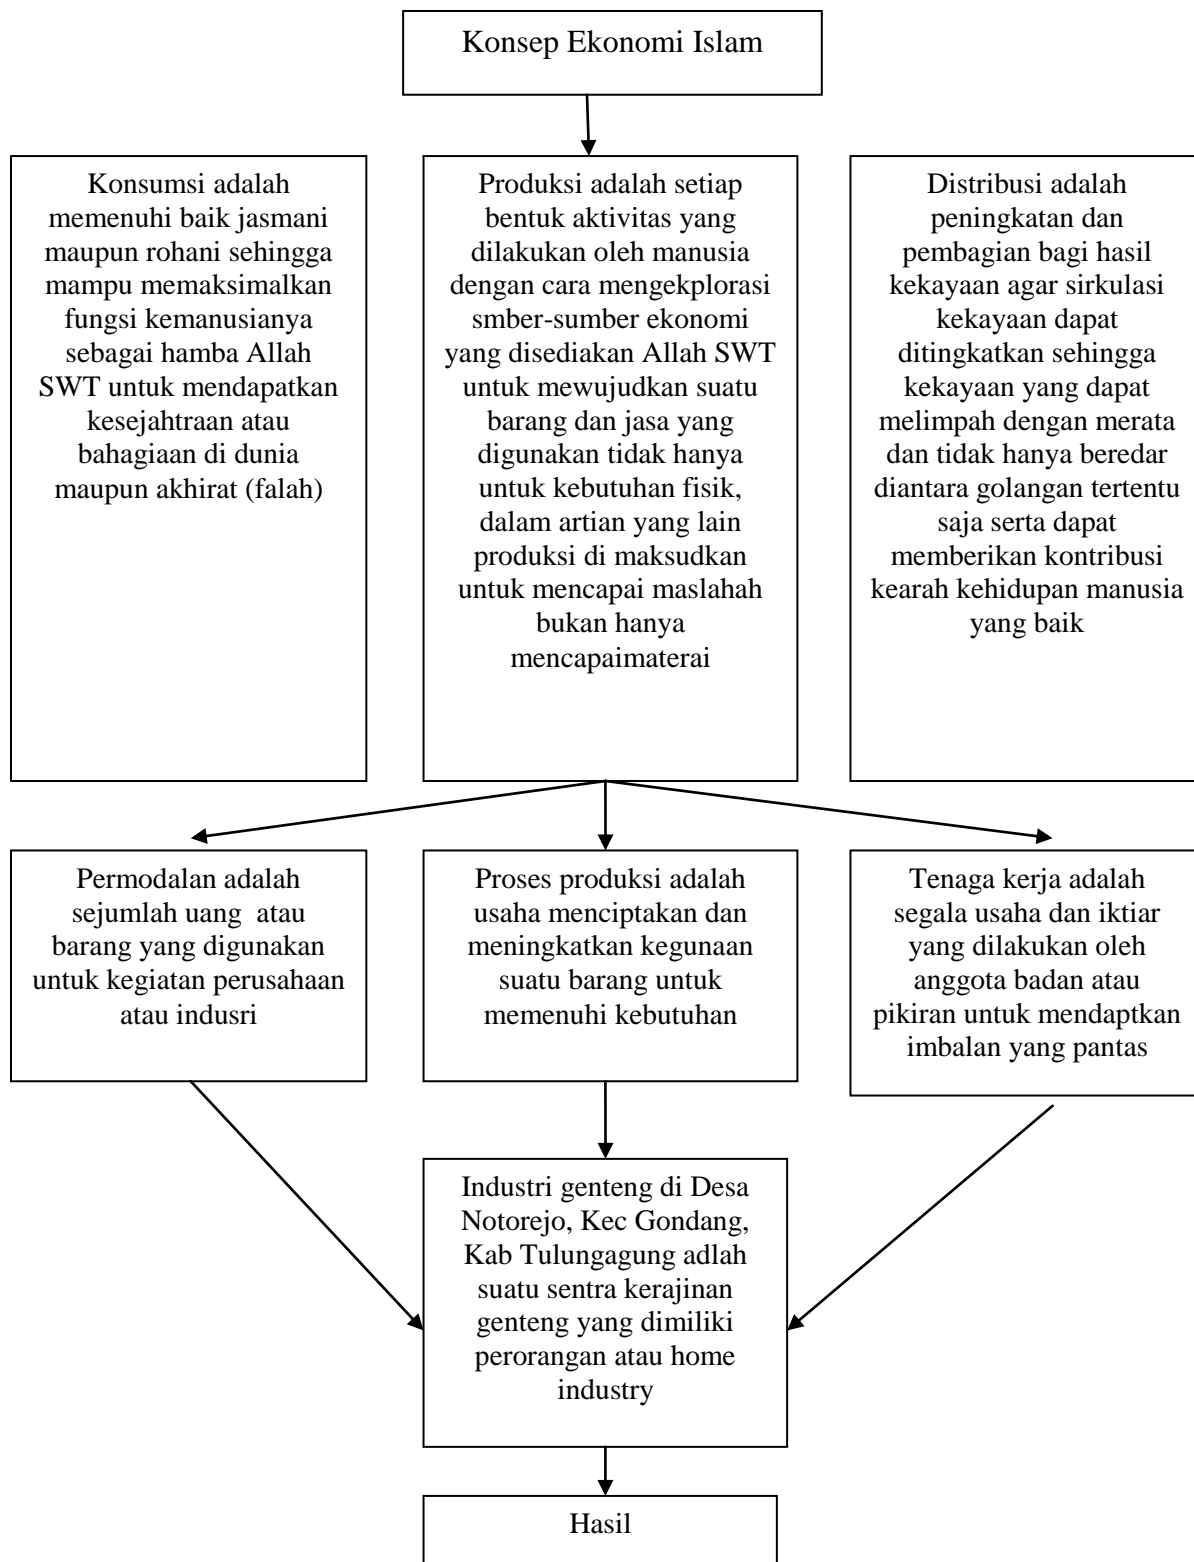 Konsep Ekonomi Islam
Konsumsi adalah
memenuhi baik jasmani
maupun rohani sehingga
mampu memaksimalkan
fungsi kemanusianya
sebagai hamba Allah
SWT untuk mendapatkan
kesejahtraan atau
bahagiaan di dunia
maupun akhirat (falah)
Produksi adalah setiap
bentuk aktivitas yang
dilakukan oleh manusia
dengan cara mengekplorasi
smber-sumber ekonomi
yang disediakan Allah SWT
untuk mewujudkan suatu
barang dan jasa yang
digunakan tidak hanya
untuk kebutuhan fisik,
dalam artian yang lain
produksi di maksudkan
untuk mencapai maslahah
bukan hanya
mencapaimaterai
Distribusi adalah
peningkatan dan
pembagian bagi hasil
kekayaan agar sirkulasi
kekayaan dapat
ditingkatkan sehingga
kekayaan yang dapat
melimpah dengan merata
dan tidak hanya beredar
diantara golangan tertentu
saja serta dapat
memberikan kontribusi
kearah kehidupan manusia
yang baik
Permodalan adalah
sejumlah uang atau
barang yang digunakan
untuk kegiatan perusahaan
atau indusri
Proses produksi adalah
usaha menciptakan dan
meningkatkan kegunaan
suatu barang untuk
memenuhi kebutuhan
Tenaga kerja adalah
segala usaha dan iktiar
yang dilakukan oleh
anggota badan atau
pikiran untuk mendaptkan
imbalan yang pantas
Industri genteng di Desa
Notorejo, Kec Gondang,
Kab Tulungagung adlah
suatu sentra kerajinan
genteng yang dimiliki
perorangan atau home
industry
Hasil